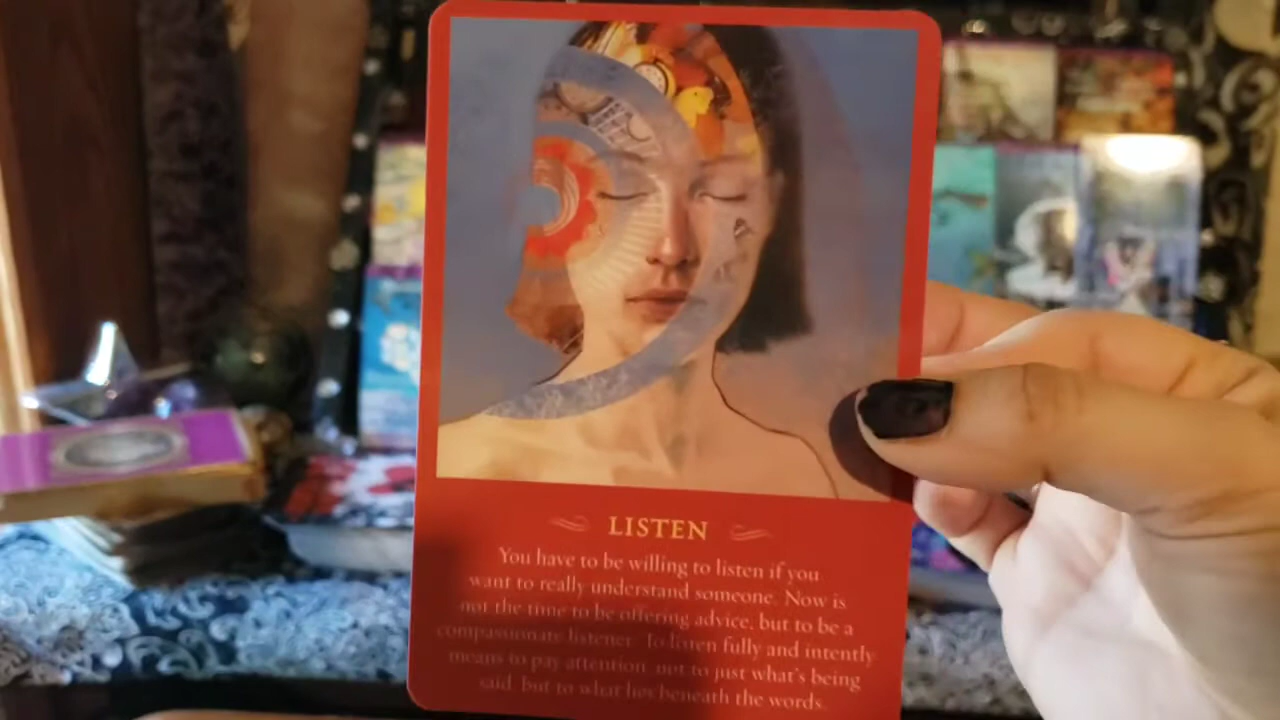 LISTEN
You have to be willing to listen if you
want to really understand someone. Now is
not the time to be offering advice, but to be a
compassionate listener. To listen fully and intently
means to pay attention, not to just what's being
said, but to what lies beneath the words.